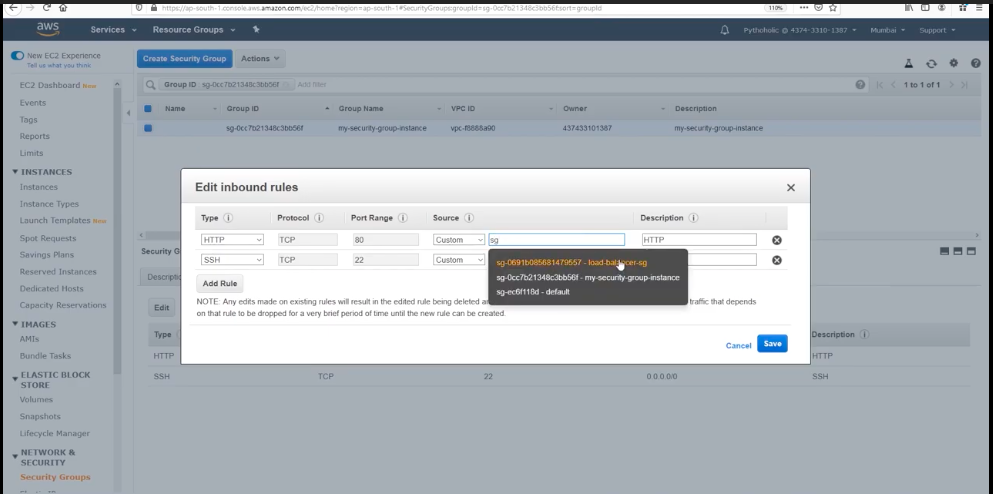 https://ap-south-1.console.aws.amazon.com/ec2/home?region=ap-south-1#SecurityGroups:groupId=sg-0cc7b21348c3bb56f;sort=groupId
110%
aws Services Resource Groups Pythoholic @ 4374-3310-1387 Mumbai Support
New EC2 Experience
Tell us what you think
Create Security Group Actions
EC2 Dashboard New
Events
Tags
Reports
Limits
INSTANCES
Instances
Instance Types
Launch Templates New
Spot Requests
Savings Plans
Reserved Instances
Dedicated Hosts
Capacity Reservations
IMAGES
AMIs
Bundle Tasks
ELASTIC BLOCK
STORE
Volumes
Snapshots
Lifecycle Manager
NETWORK &
SECURITY
Security Groups
Group ID : sg-0cc7b21348c3bb56f Add filter
1 to 1 of 1
Name Group ID Group Name VPC ID Owner Description
sg-0cc7b21348c3bb56f my-security-group-instance vpc-f8888a90 437433101387 my-security-group-instance
Edit inbound rules
Type Protocol Port Range Source Description
HTTP TCP 80 Custom sg HTTP
SSH TCP 22 Custom
sg-0691b085681479557 - load-balancer-sg
sg-0cc7b21348c3bb56f - my-security-group-instance
sg-ec6f118d - default
Add Rule
NOTE: Any edits made on existing rules will result in the edited rule being deleted traffic that depends
on that rule to be dropped for a very brief period of time until the new rule can be created.
Cancel Save
Security G
Descriptio
Edit
Type Description
HTTP HTTP
SSH TCP 22 0.0.0.0/0 SSH